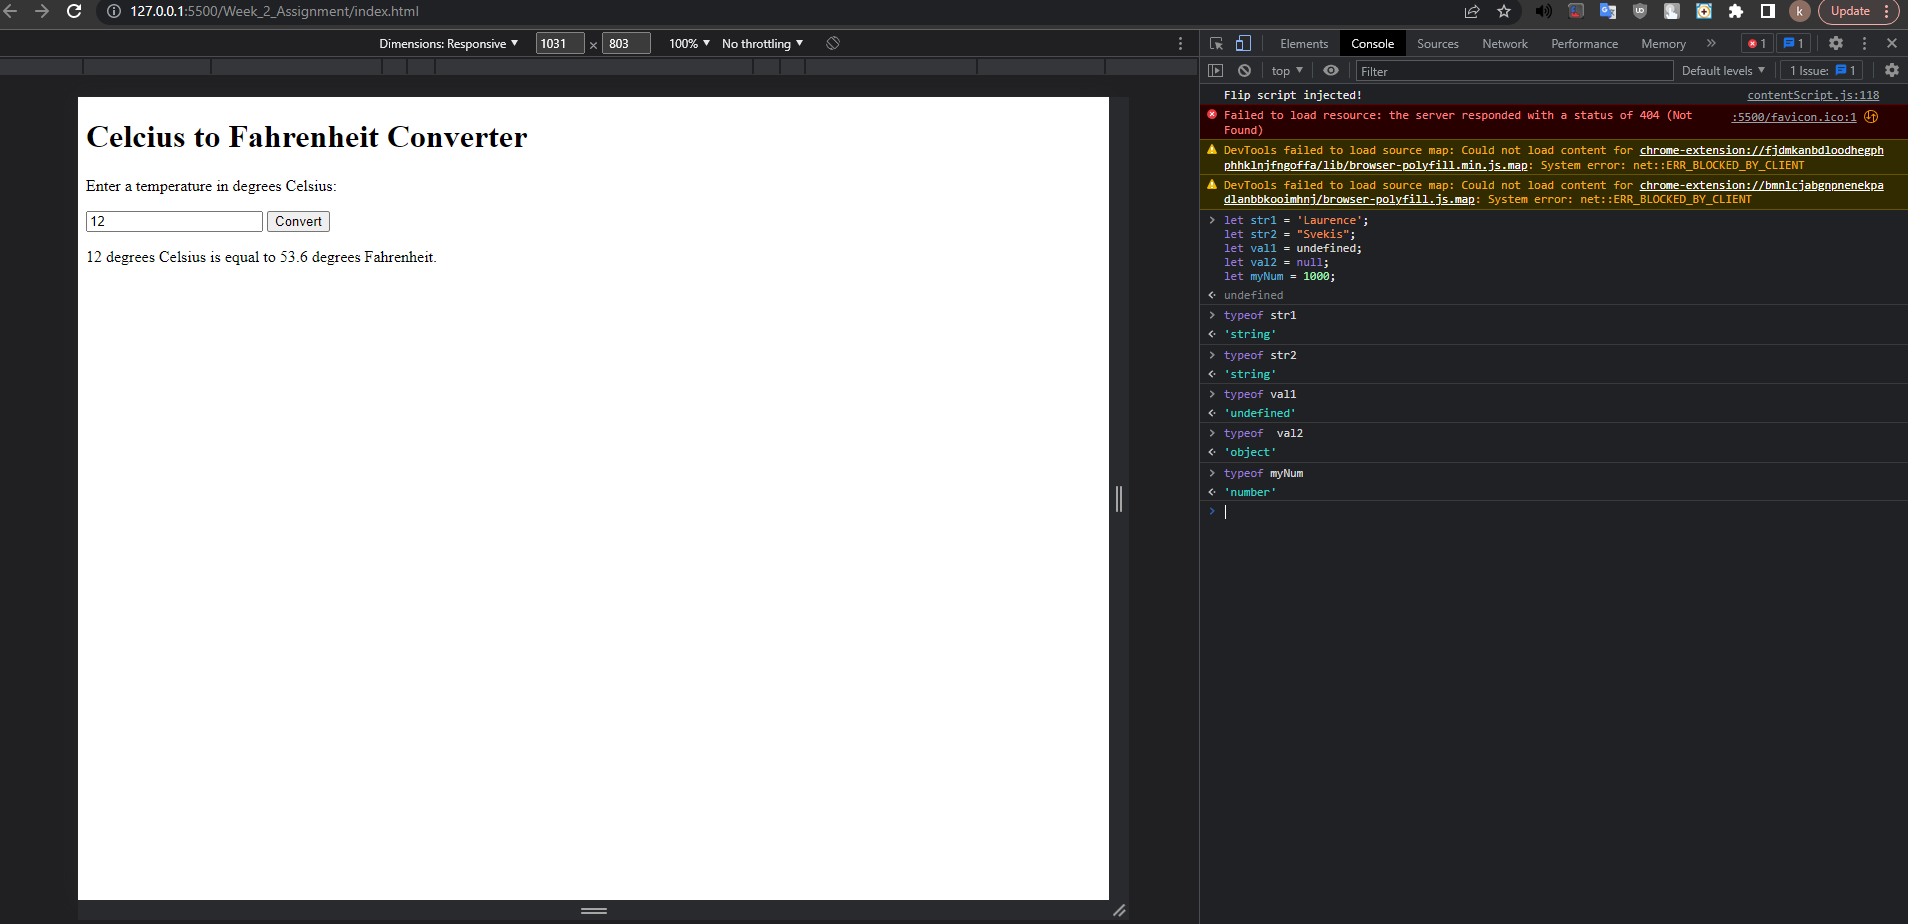 127.0.0.1:5500/Week_2_Assignment/index.html
k
Update
Dimensions: Responsive
1031 × 803
100%
No throttling
Celcius to Fahrenheit Converter
Enter a temperature in degrees Celsius:
12
Convert
12 degrees Celsius is equal to 53.6 degrees Fahrenheit.
Elements Console Sources Network Performance Memory » 1 1
top
Filter
Default levels
1 Issue: 1
Flip script injected! contentScript.js:118
Failed to load resource: the server responded with a status of 404 (Not :5500/favicon.ico:1
Found)
DevTools failed to load source map: Could not load content for chrome-extension://fjdmkanbdloodhegph
phhklnjfngoffa/lib/browser-polyfill.min.js.map: System error: net::ERR_BLOCKED_BY_CLIENT
DevTools failed to load source map: Could not load content for chrome-extension://bmnlcjabgnpnenekpa
dlanbbkooimhnj/browser-polyfill.js.map: System error: net::ERR_BLOCKED_BY_CLIENT
let str1 = 'Laurence';
let str2 = "Svekis";
let val1 = undefined;
let val2 = null;
let myNum = 1000;
undefined
typeof str1
'string'
typeof str2
'string'
typeof val1
'undefined'
typeof  val2
'object'
typeof myNum
'number'